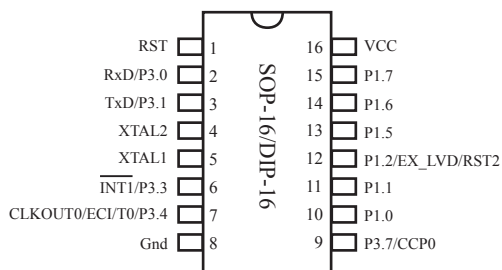 RST 1 16 VCC
RxD/P3.0 2 15 P1.7
TxD/P3.1 3 14 P1.6
XTAL2 4 13 P1.5
XTAL1 5 12 P1.2/EX_LVD/RST2
INT1/P3.3 6 11 P1.1
CLKOUT0/ECI/T0/P3.4 7 10 P1.0
Gnd 8 9 P3.7/CCP0
SOP-16/DIP-16